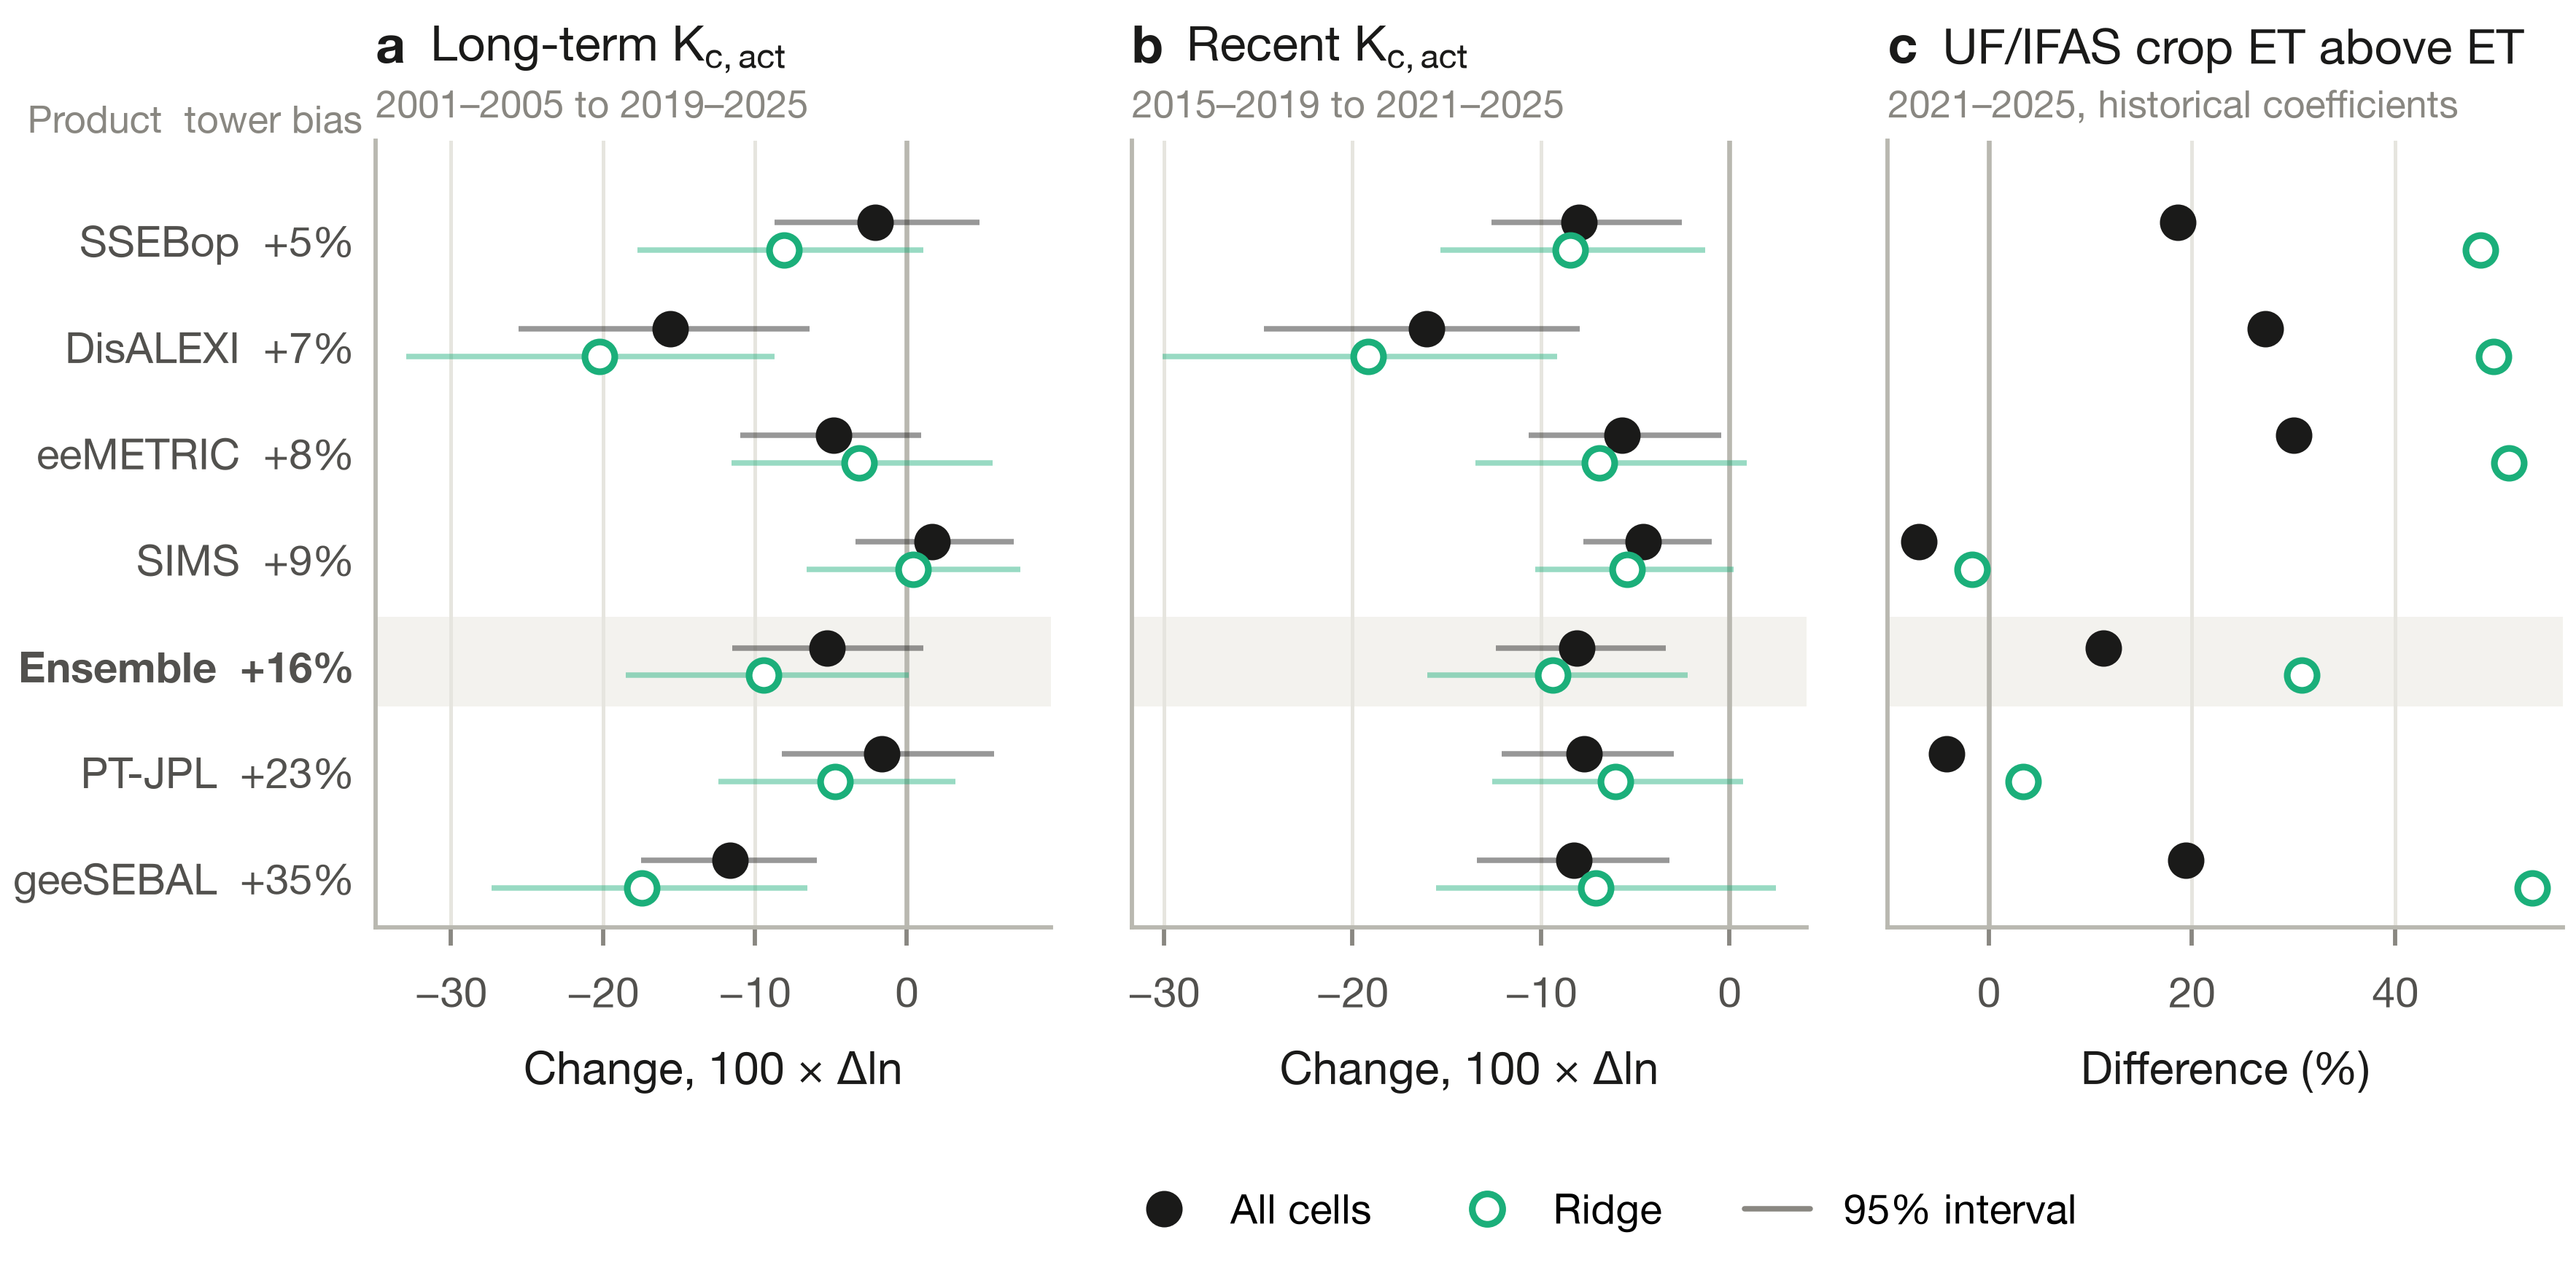 a Long-term Kc, act
2001–2005 to 2019–2025
b Recent Kc, act
2015–2019 to 2021–2025
c UF/IFAS crop ET above ET
2021–2025, historical coefficients
Product tower bias
SSEBop +5%
DisALEXI +7%
eeMETRIC +8%
SIMS +9%
Ensemble +16%
PT-JPL +23%
geeSEBAL +35%
–30 –20 –10 0
Change, 100 × Δln
–30 –20 –10 0
Change, 100 × Δln
0 20 40
Difference (%)
All cells Ridge 95% interval